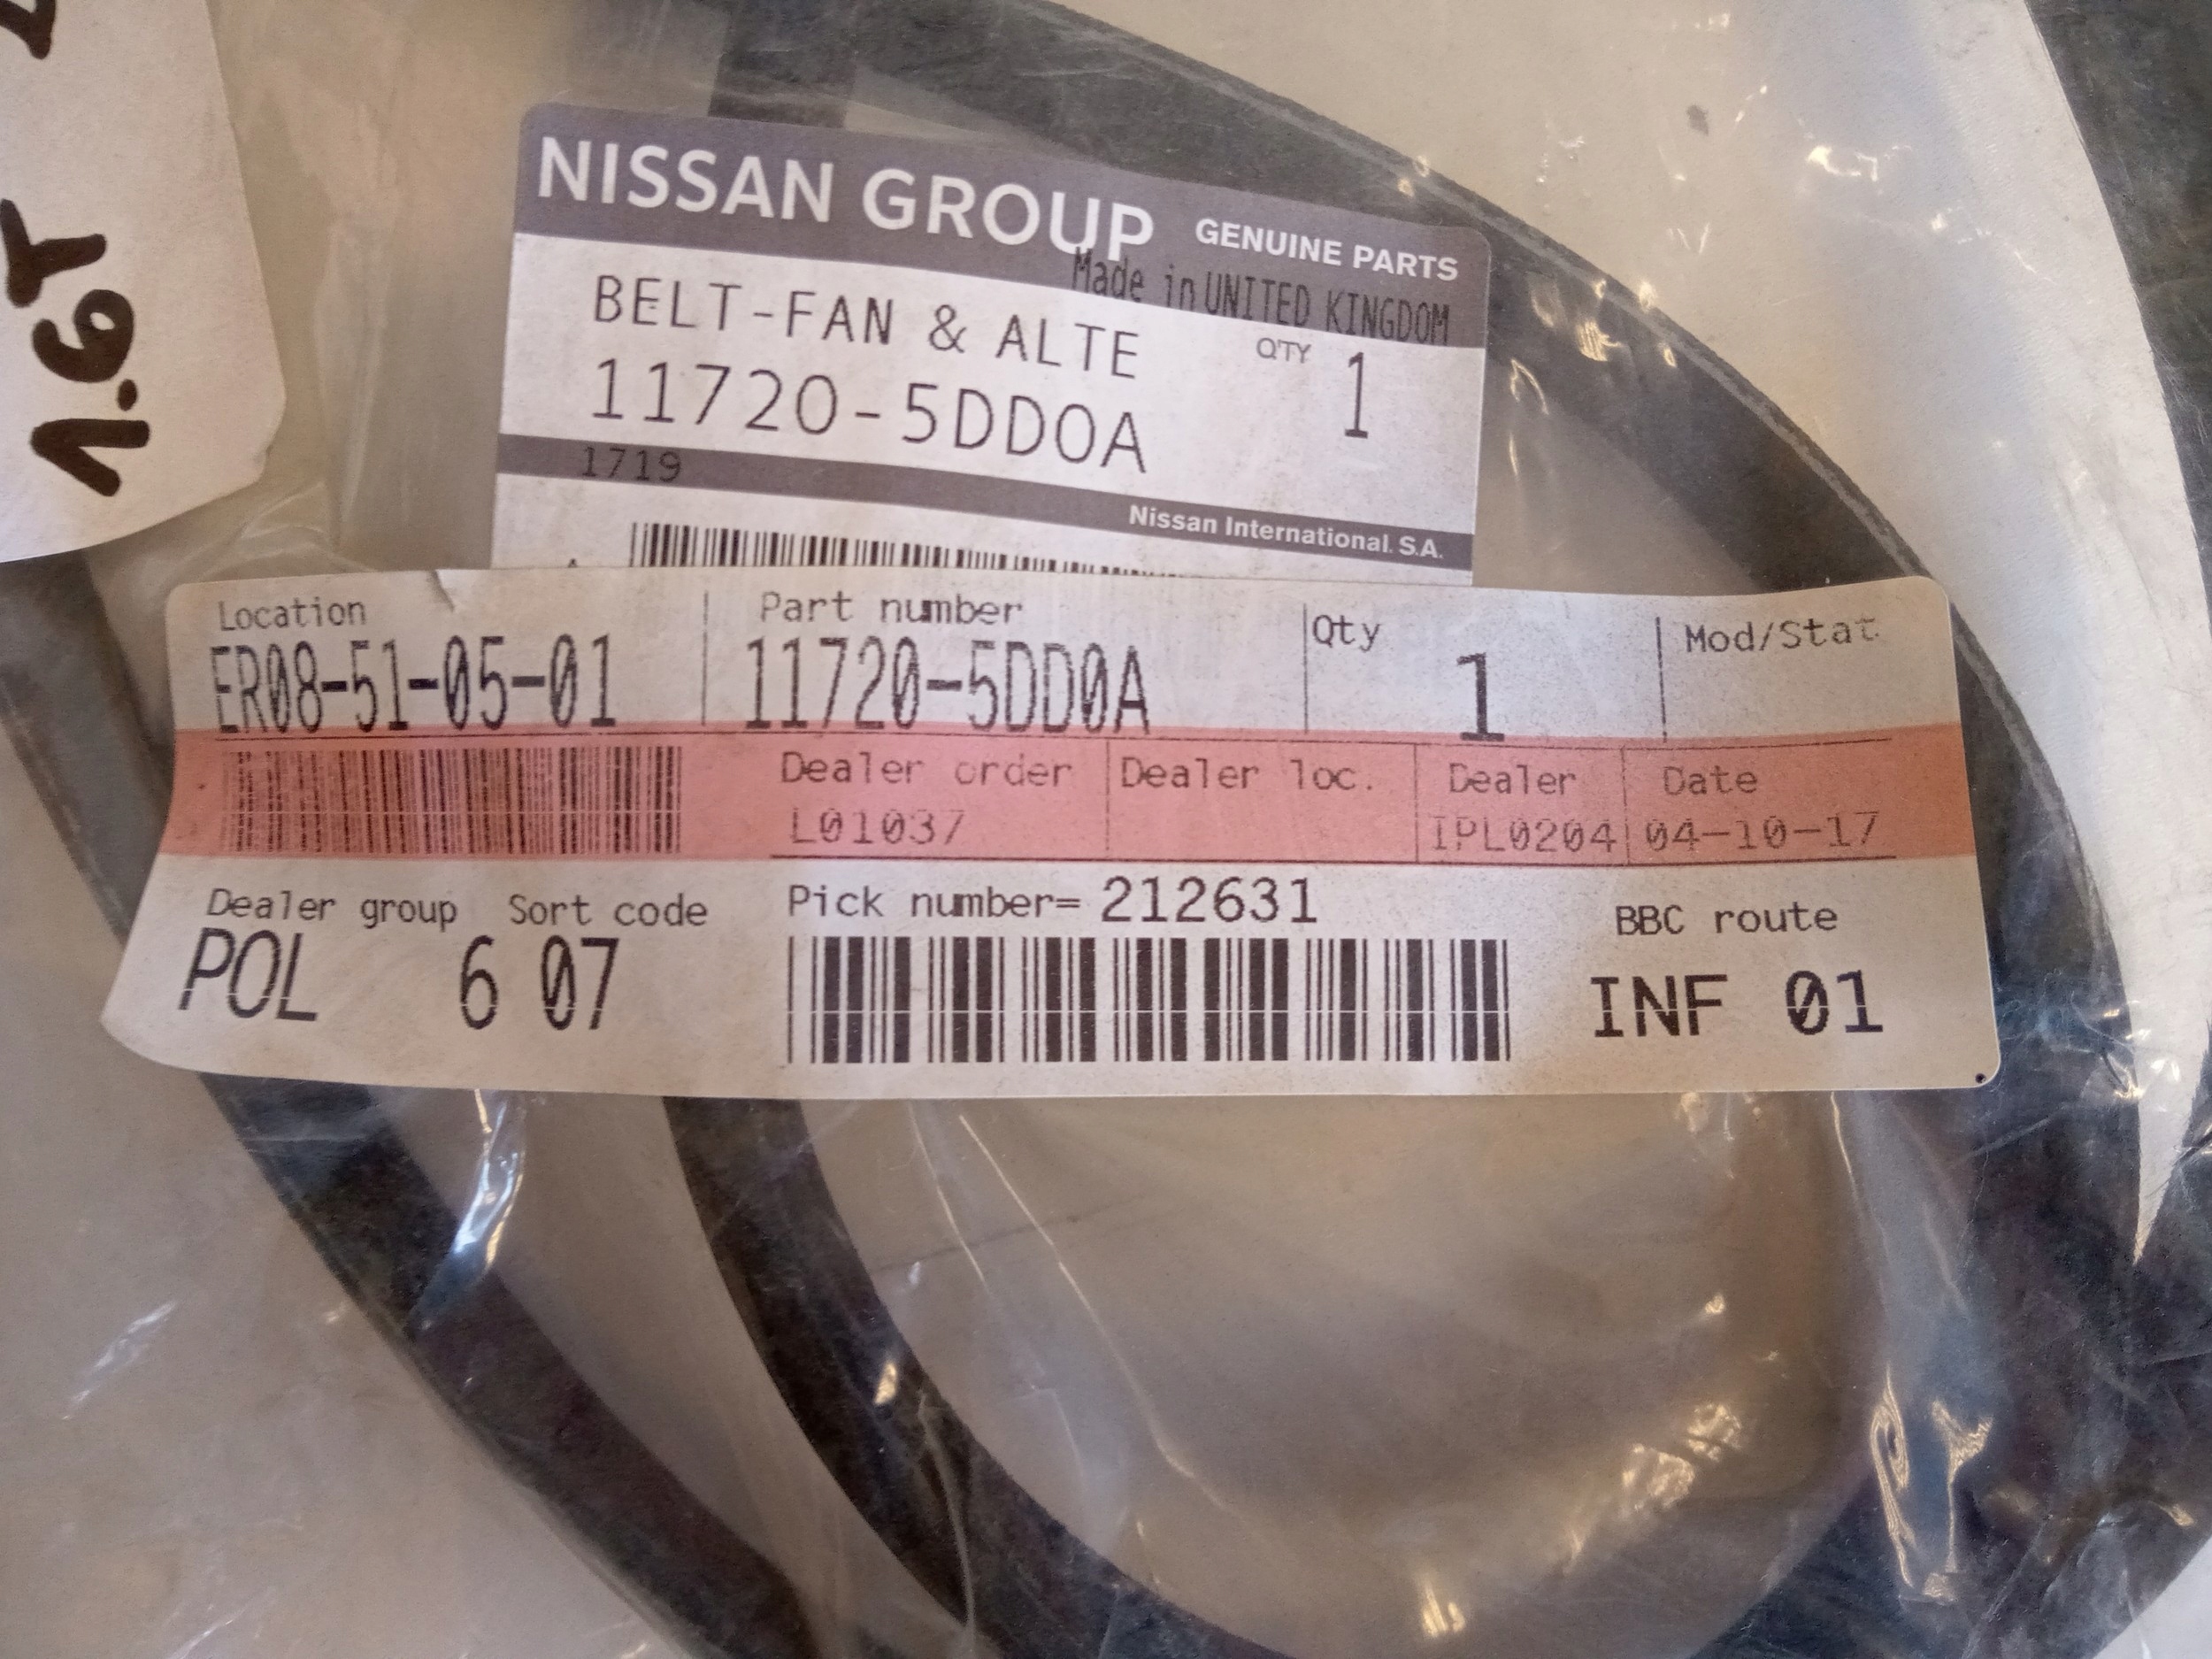 NISSAN GROUP GENUINE PARTS
Made in UNITED KINGDOM
BELT-FAN & ALTE
Q'TY 1
11720-5DD0A
1719
Nissan International. S.A.
Location Part number Qty Mod/Stat
ER08-51-05-01 11720-5DD0A 1
Dealer order Dealer loc. Dealer Date
L01037 IPL0204 04-10-17
Dealer group Sort code Pick number= 212631 BBC route
POL 6 07 INF 01
1.6T